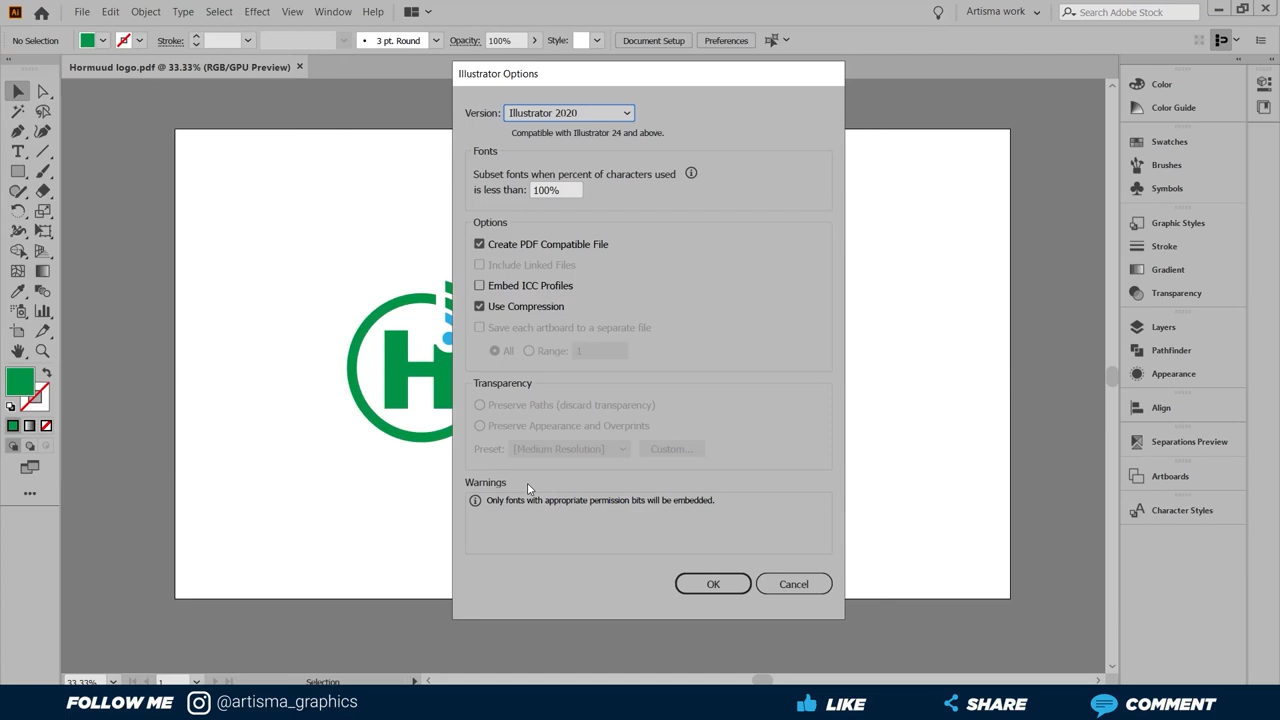 Ai File Edit Object Type Select Effect View Window Help Artisma work Search Adobe Stock
No Selection Stroke: 3 pt. Round Opacity: 100% Style: Document Setup Preferences
Hormuud logo.pdf @ 33.33% (RGB/GPU Preview) ×
Illustrator Options
Version: Illustrator 2020
Compatible with Illustrator 24 and above.
Fonts
Subset fonts when percent of characters used
is less than: 100%
Options
Create PDF Compatible File
Include Linked Files
Embed ICC Profiles
Use Compression
Save each artboard to a separate file
All Range: 1
Transparency
Preserve Paths (discard transparency)
Preserve Appearance and Overprints
Preset: [Medium Resolution] Custom...
Warnings
Only fonts with appropriate permission bits will be embedded.
OK Cancel
H
Color
Color Guide
Swatches
Brushes
Symbols
Graphic Styles
Stroke
Gradient
Transparency
Layers
Pathfinder
Appearance
Align
Separations Preview
Artboards
Character Styles
33.33% 1 Selection
FOLLOW ME @artisma_graphics LIKE SHARE COMMENT